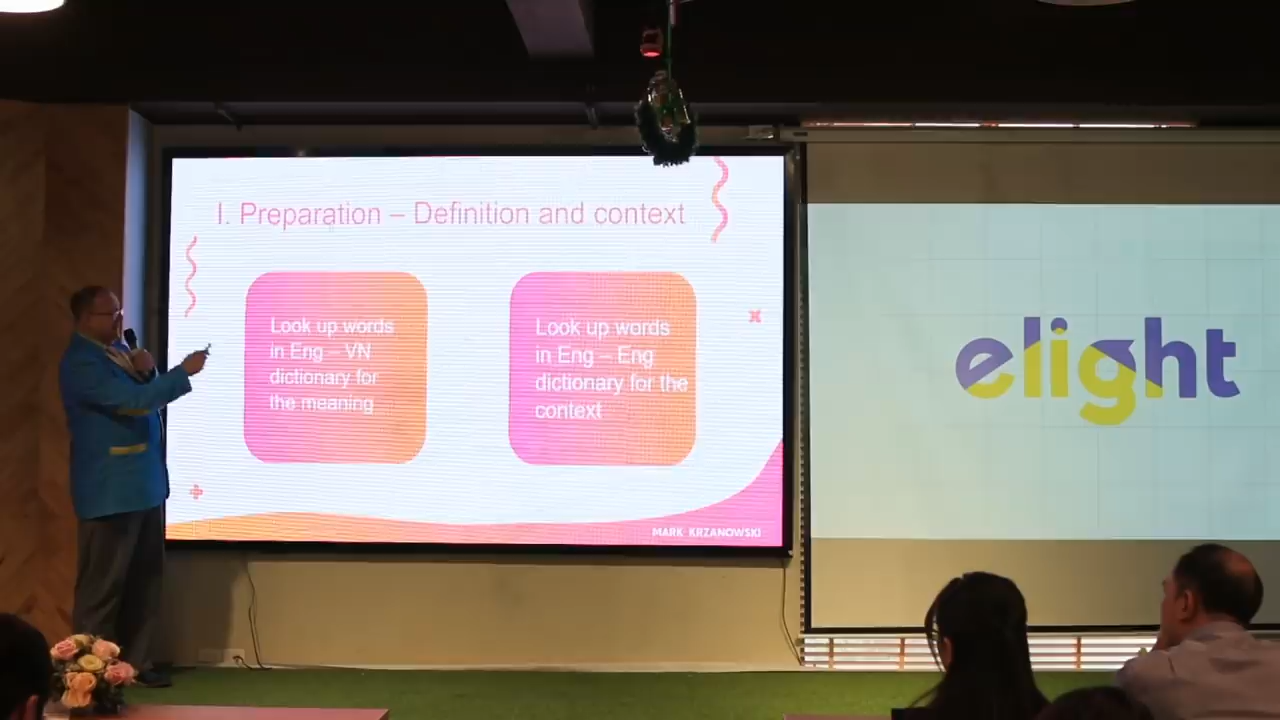 I. Preparation – Definition and context
Look up words
in Eng – VN
dictionary for
the meaning
Look up words
in Eng – Eng
dictionary for the
context
MARK KRZANOWSKI
elight